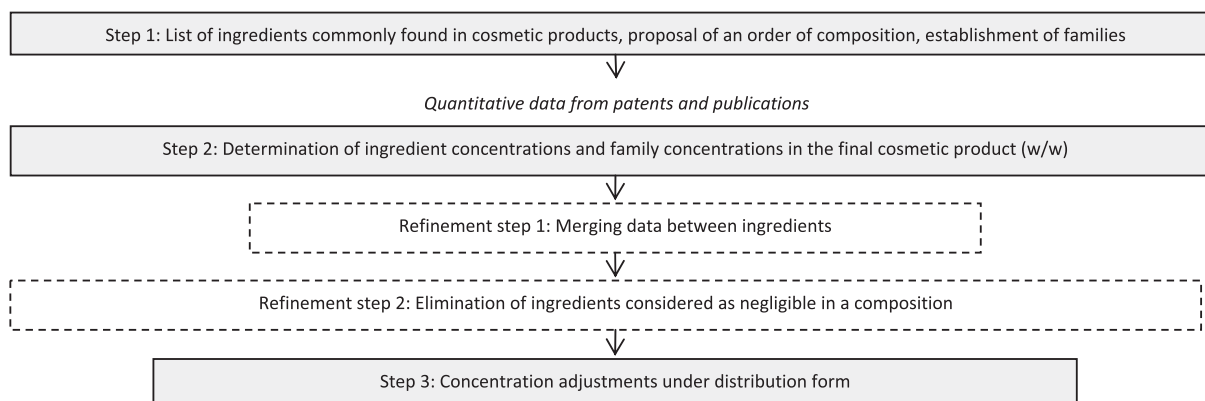 Step 1: List of ingredients commonly found in cosmetic products, proposal of an order of composition, establishment of families
Quantitative data from patents and publications
Step 2: Determination of ingredient concentrations and family concentrations in the final cosmetic product (w/w)
Refinement step 1: Merging data between ingredients
Refinement step 2: Elimination of ingredients considered as negligible in a composition
Step 3: Concentration adjustments under distribution form